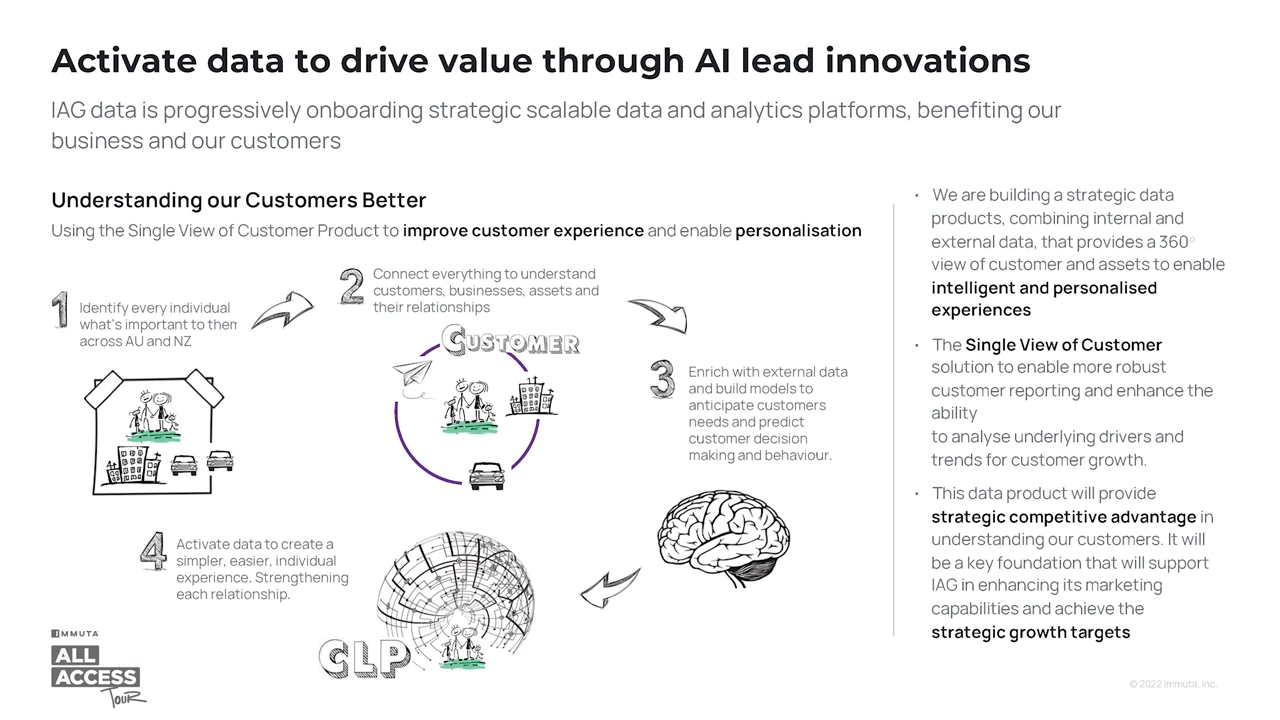 Activate data to drive value through AI lead innovations
IAG data is progressively onboarding strategic scalable data and analytics platforms, benefiting our
business and our customers
Understanding our Customers Better
Using the Single View of Customer Product to improve customer experience and enable personalisation
1
Identify every individual
what's important to them
across AU and NZ
2
Connect everything to understand
customers, businesses, assets and
their relationships
CUSTOMER
3
Enrich with external data
and build models to
anticipate customers
needs and predict
customer decision
making and behaviour.
4
Activate data to create a
simpler, easier, individual
experience. Strengthening
each relationship.
CLP
· We are building a strategic data
products, combining internal and
external data, that provides a 360°
view of customer and assets to enable
intelligent and personalised
experiences
· The Single View of Customer
solution to enable more robust
customer reporting and enhance the
ability
to analyse underlying drivers and
trends for customer growth.
· This data product will provide
strategic competitive advantage in
understanding our customers. It will
be a key foundation that will support
IAG in enhancing its marketing
capabilities and achieve the
strategic growth targets
IMMUTA
ALL
ACCESS
TOUR
© 2022 Immuta, Inc.